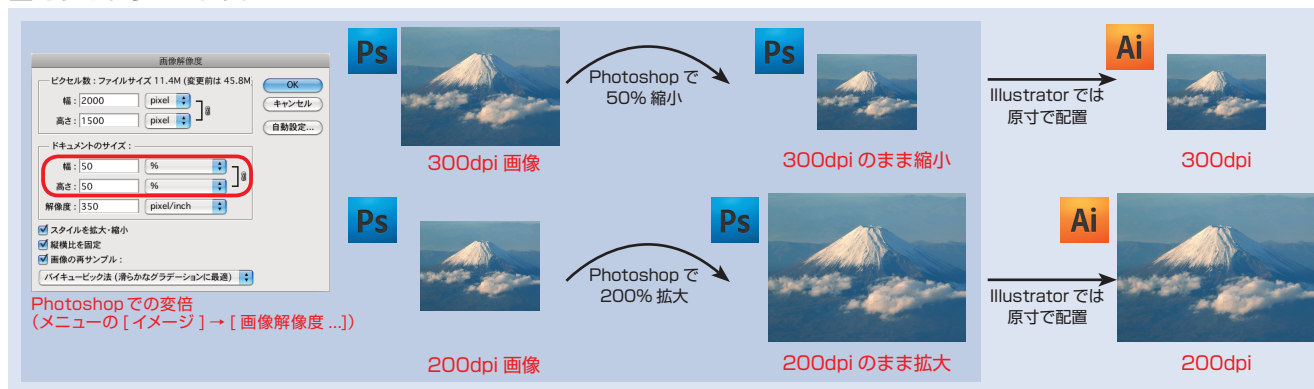 画像解像度
ピクセル数：ファイルサイズ 11.4M (変更前は 45.8M
幅：2000 pixel
高さ：1500 pixel
OK
キャンセル
自動設定...
ドキュメントのサイズ：
幅：50 %
高さ：50 %
解像度：350 pixel/inch
スタイルを拡大・縮小
縦横比を固定
画像の再サンプル：
バイキュービック法 (滑らかなグラデーションに最適)
Photoshop での変倍
（メニューの [ イメージ ] → [ 画像解像度 ...]）
Ps
300dpi 画像
Photoshop で
50% 縮小
Ps
300dpi のまま縮小
Illustrator では
原寸で配置
Ai
300dpi
Ps
200dpi 画像
Photoshop で
200% 拡大
Ps
200dpi のまま拡大
Illustrator では
原寸で配置
Ai
200dpi